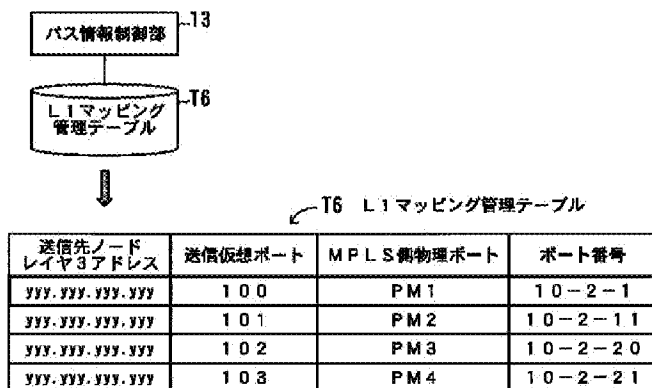 パス情報制御部
13
L1マッピング
管理テーブル
T6
T6 L1マッピング管理テーブル
送信先ノード
レイヤ3アドレス 送信仮想ポート MPLS側物理ポート ポート番号
yyy.yyy.yyy.yyy 100 PM1 10-2-1
yyy.yyy.yyy.yyy 101 PM2 10-2-11
yyy.yyy.yyy.yyy 102 PM3 10-2-20
yyy.yyy.yyy.yyy 103 PM4 10-2-21